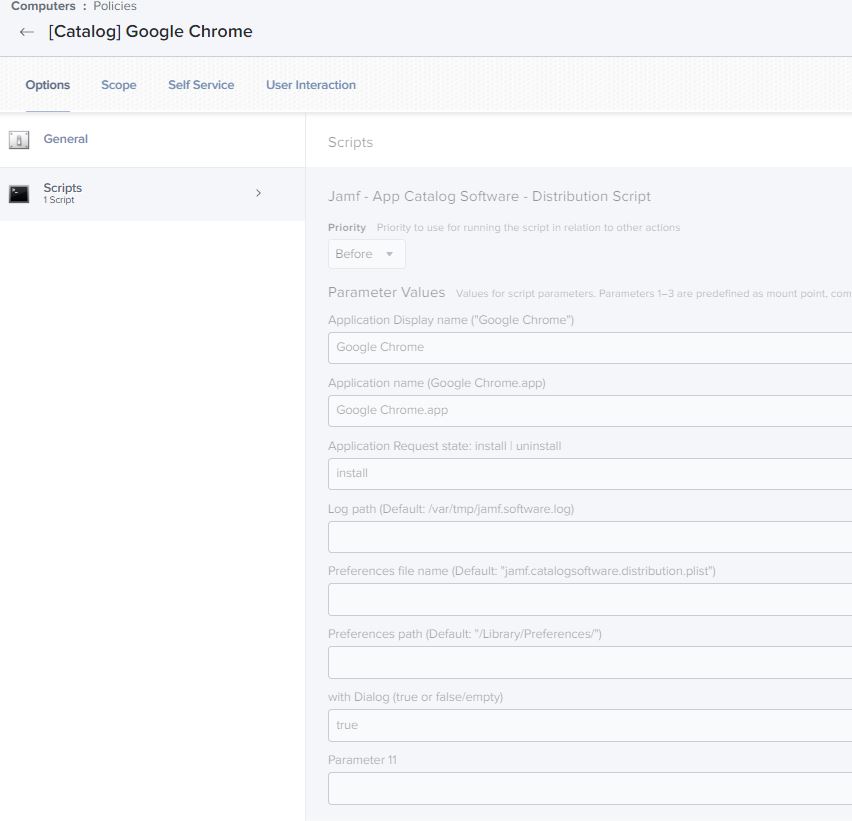 Computers : Policies
← [Catalog] Google Chrome
Options Scope Self Service User Interaction
General
Scripts
1 Script
Scripts
Jamf - App Catalog Software - Distribution Script
Priority Priority to use for running the script in relation to other actions
Before
Parameter Values Values for script parameters. Parameters 1–3 are predefined as mount point, com
Application Display name ("Google Chrome")
Google Chrome
Application name (Google Chrome.app)
Google Chrome.app
Application Request state: install | uninstall
install
Log path (Default: /var/tmp/jamf.software.log)
Preferences file name (Default: "jamf.catalogsoftware.distribution.plist")
Preferences path (Default: "/Library/Preferences/")
with Dialog (true or false/empty)
true
Parameter 11